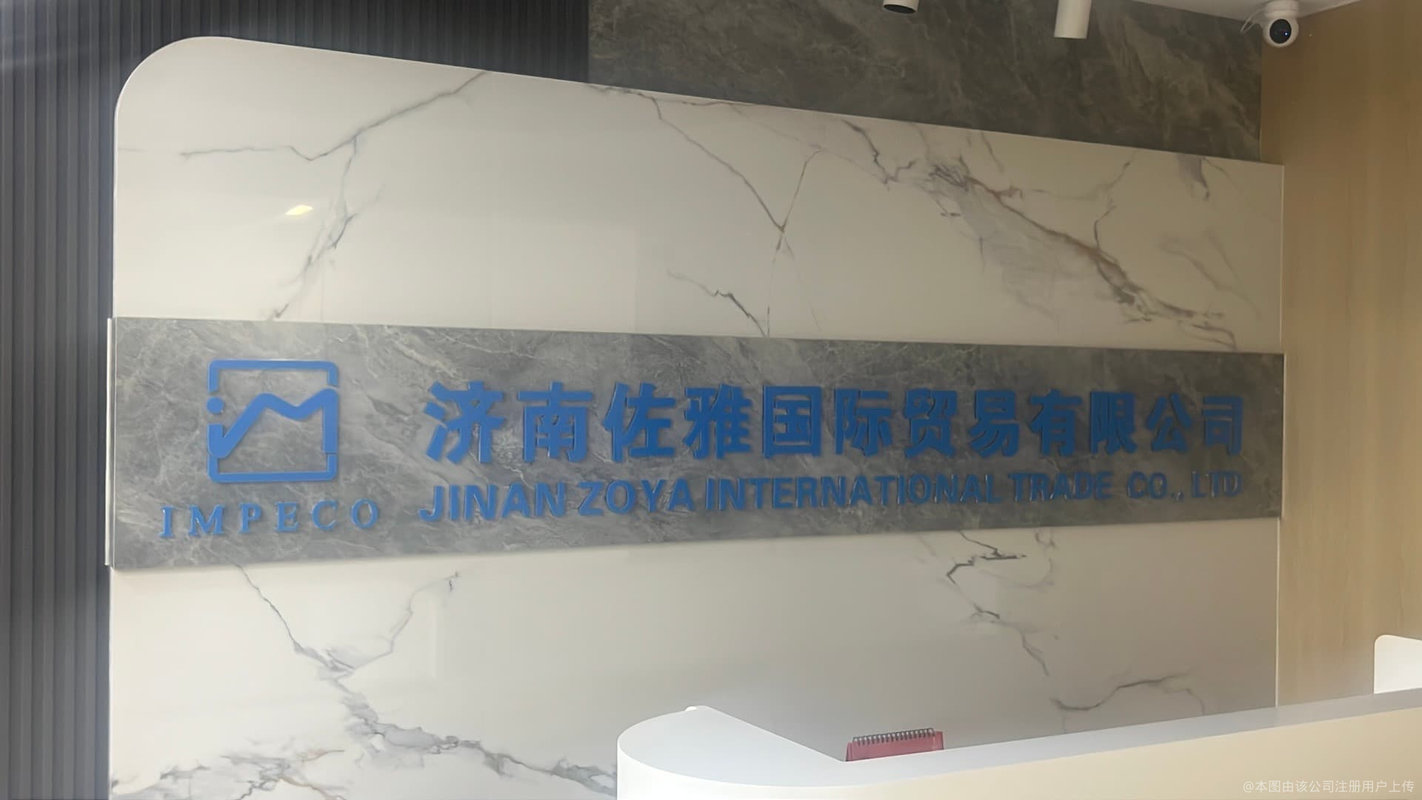 济南佐雅国际贸易有限公司
IMPECO
JINAN ZOYA INTERNATIONAL TRADE CO., LTD
@本图由该公司注册用户上传